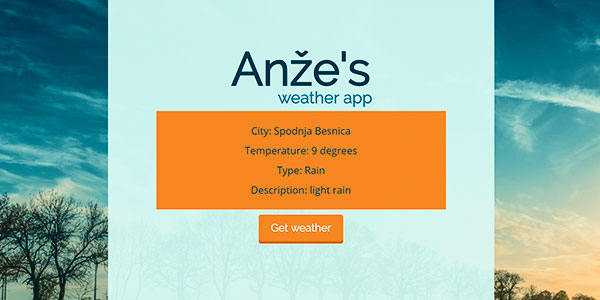 Anže's
weather app
City: Spodnja Besnica
Temperature: 9 degrees
Type: Rain
Description: light rain
Get weather